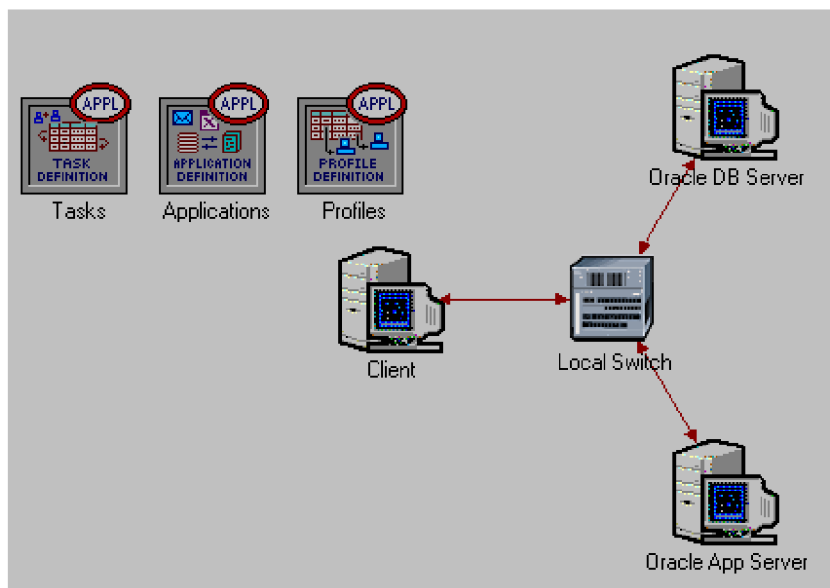 APPL
TASK
DEFINITION
Tasks
APPL
APPLICATION
DEFINITION
Applications
APPL
PROFILE
DEFINITION
Profiles
Oracle DB Server
Client
Local Switch
Oracle App Server